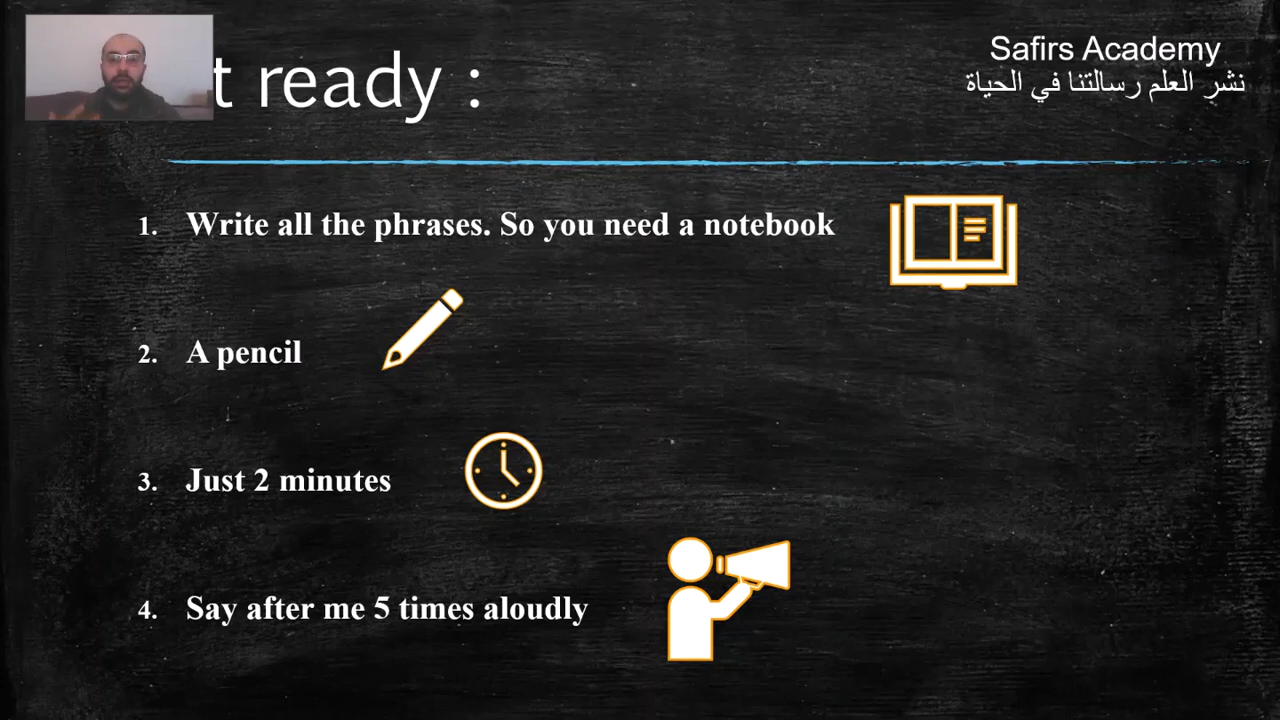 t ready :
Safirs Academy
نشر العلم رسالتنا في الحياة
1. Write all the phrases. So you need a notebook
2. A pencil
3. Just 2 minutes
4. Say after me 5 times aloudly